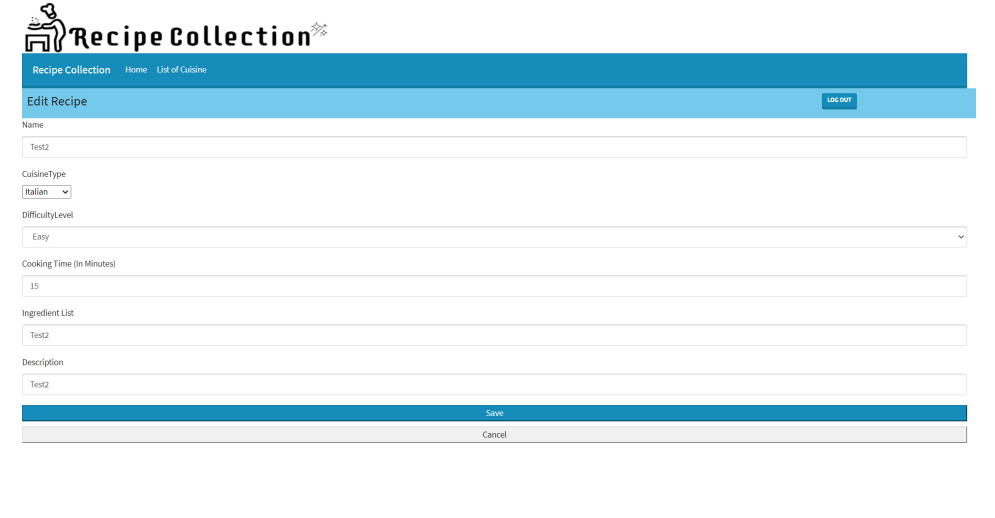 Recipe Collection
Recipe Collection Home List of Cuisine
Edit Recipe LOG OUT
Name
Test2
CuisineType
Italian
DifficultyLevel
Easy
Cooking Time (In Minutes)
15
Ingredient List
Test2
Description
Test2
Save
Cancel